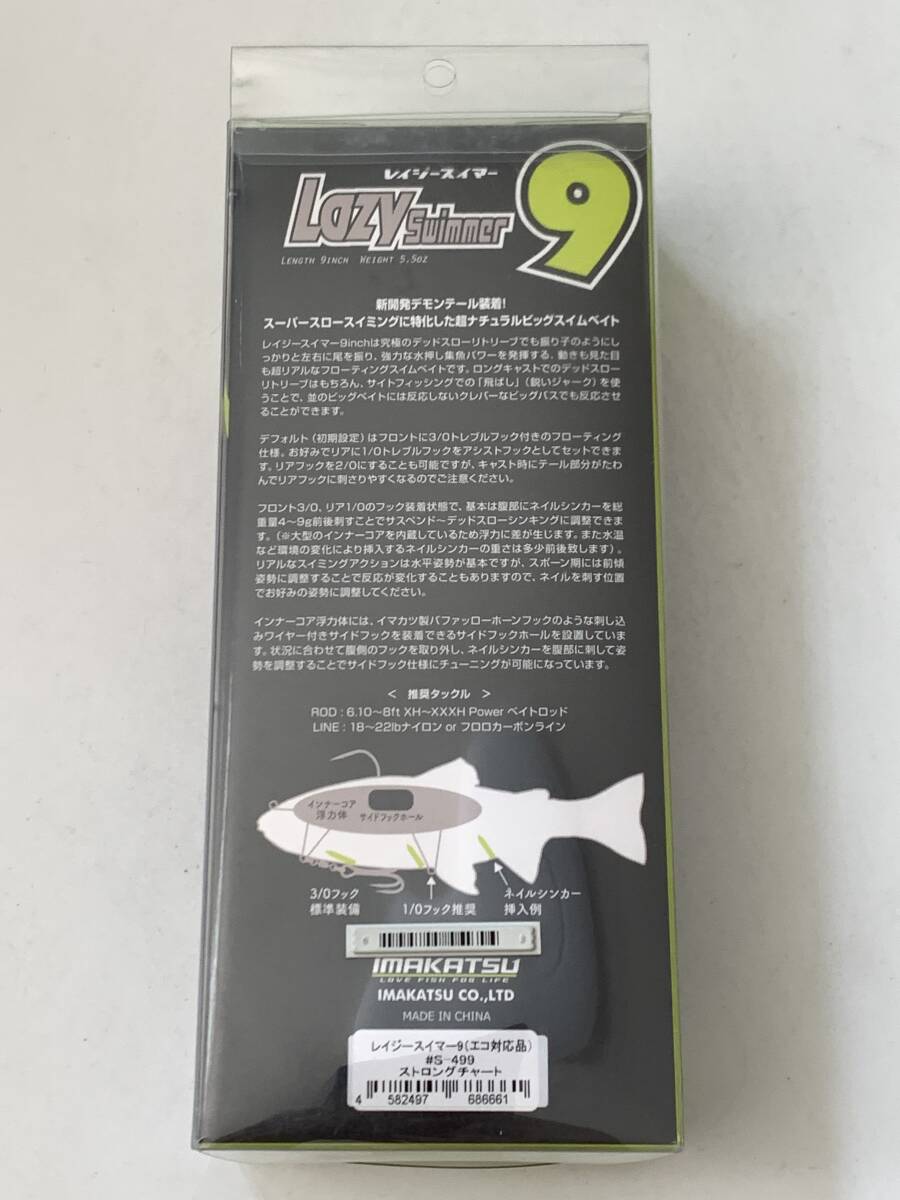 レイジースイマー
Lazy Swimmer 9
LENGTH 9INCH WEIGHT 5.5OZ
新開発デモンテール装着!
スーパースロースイミングに特化した超ナチュラルビッグスイムベイト
レイジースイマー9inchは究極のデッドスローリトリーブでも振り子のようにし
っかりと左右に尾を振り、強力な水押し集魚パワーを発揮する、動きも見た目
も超リアルなフローティングスイムベイトです。ロングキャストでのデッドスロー
リトリーブはもちろん、サイトフィッシングでの「飛ばし」(鋭いジャーク)を使
うことで、並のビッグベイトには反応しないクレバーなビッグバスでも反応させ
ることができます。
デフォルト(初期設定)はフロントに3/0トレブルフック付きのフローティング
仕様。お好みでリアに1/0トレブルフックをアシストフックとしてセットできま
す。リアフックを2/0にすることも可能ですが、キャスト時にテール部分がたわ
んでリアフックに刺さりやすくなるのでご注意ください。
フロント3/0、リア1/0のフック装着状態で、基本は腹部にネイルシンカーを総
重量4〜9g前後刺すことでサスペンド〜デッドスローシンキングに調整できま
す。(※大型のインナーコアを内蔵しているため浮力に差が生じます。また水温
など環境の変化により挿入するネイルシンカーの重さは多少前後致します)。
リアルなスイミングアクションは水平姿勢が基本ですが、スポーン期には前傾
姿勢に調整することで反応が変化することもありますので、ネイルを刺す位置
でお好みの姿勢に調整してください。
インナーコア浮力体には、イマカツ製バファッローホーンフックのような刺し込
みワイヤー付きサイドフックを装着できるサイドフックホールを設置していま
す。状況に合わせて腹側のフックを取り外し、ネイルシンカーを腹部に刺して姿
勢を調整することでサイドフック仕様にチューニングが可能になっています。
< 推奨タックル >
ROD : 6.10〜8ft XH〜XXXH Power ベイトロッド
LINE : 18〜22lbナイロン or フロロカーボンライン
インナーコア
浮力体 サイドフックホール
3/0フック
標準装備
1/0フック推奨
ネイルシンカー
挿入例
IMAKATSU
LOVE FISH FOR LIFE
IMAKATSU CO.,LTD
MADE IN CHINA
レイジースイマー9(エコ対応品)
#S-499
ストロングチャート
4 582497 686661